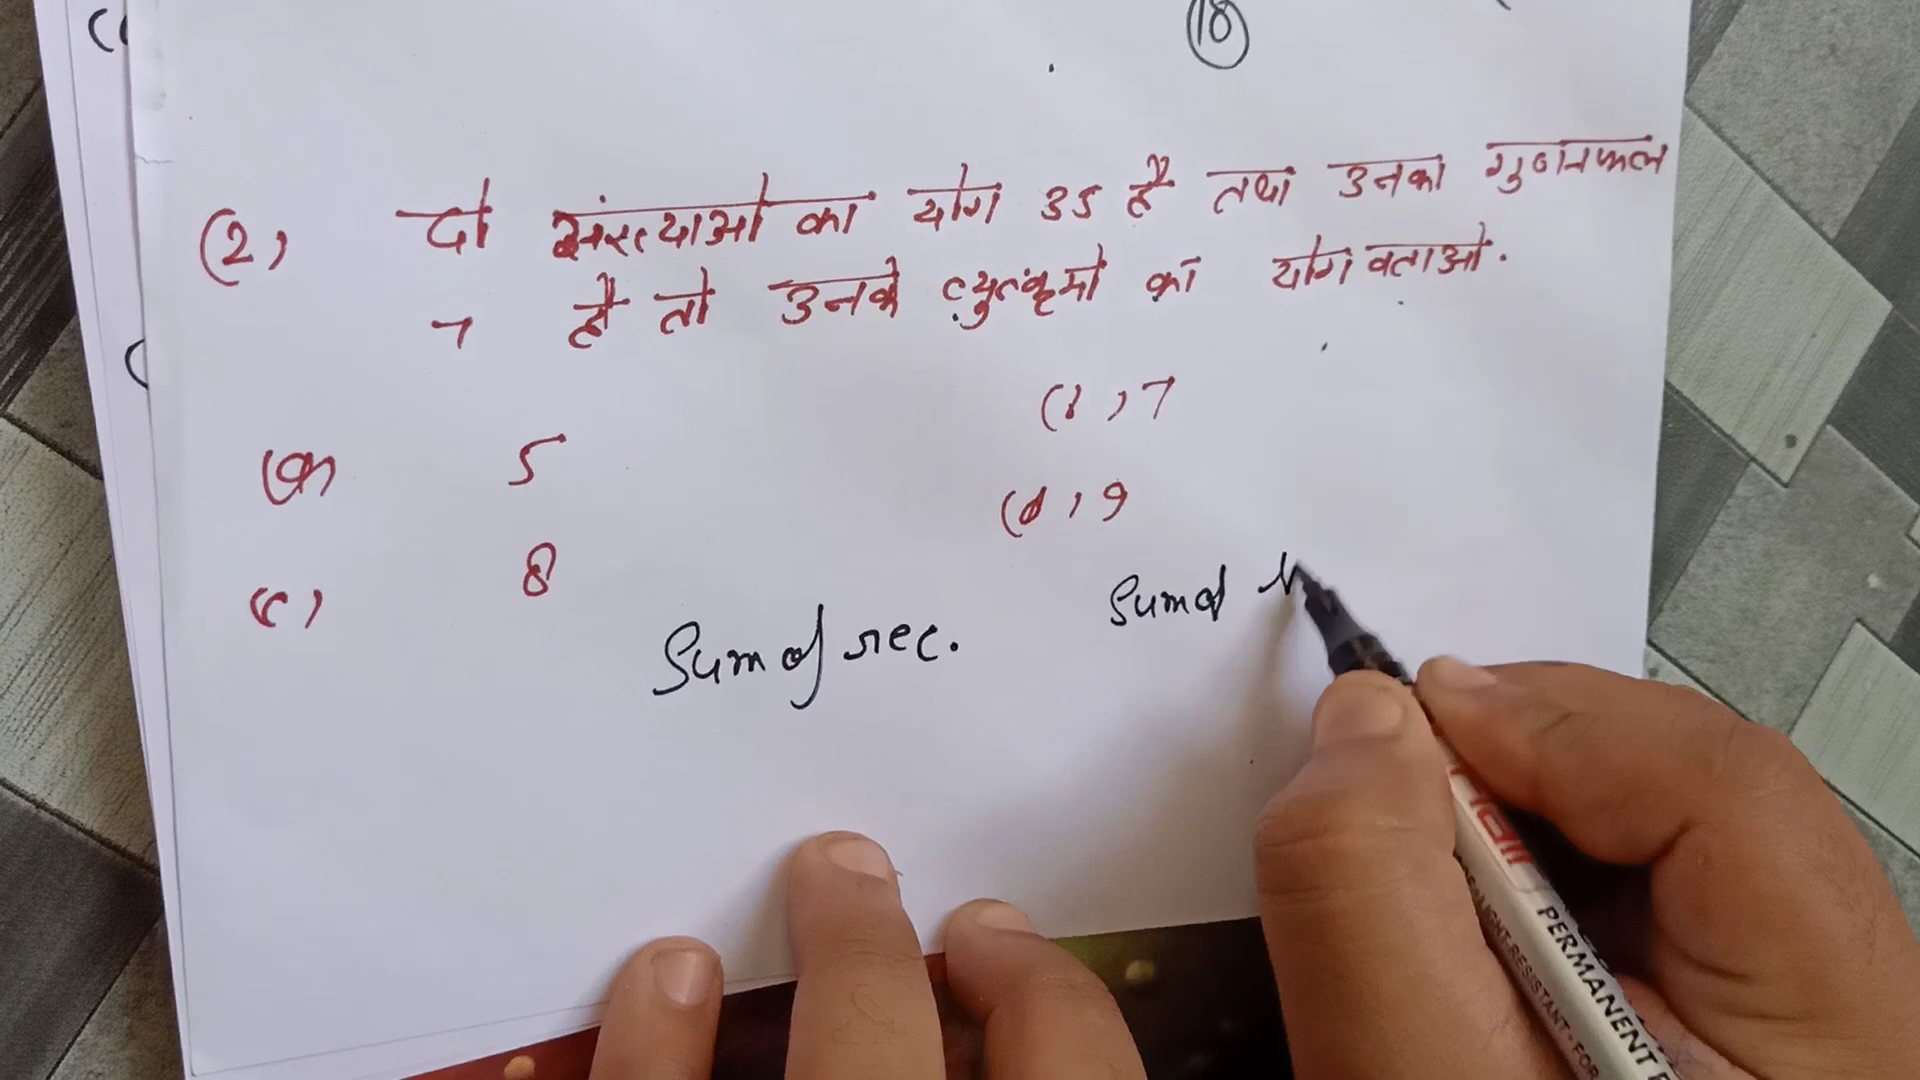 (18)
(2) दो संख्याओ का योग 35 है तथा उनका गुणनफल
7 है तो उनके व्युत्क्रमो का योग बताओ.
5
, 7
8
, 9
Sum of rec.
Sum of N
PERMANENT